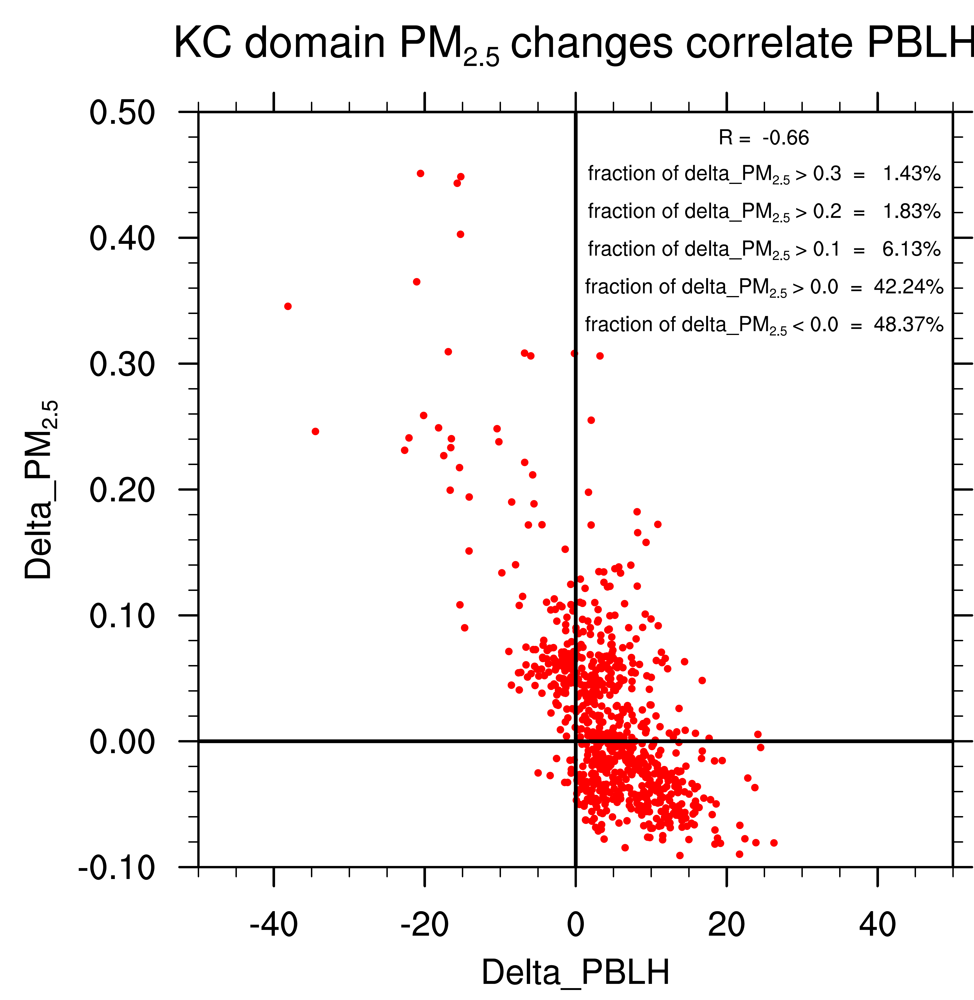 KC domain PM2.5 changes correlate PBLH
0.50
0.40
0.30
0.20
0.10
0.00
-0.10
Delta_PM2.5
R = -0.66
fraction of delta_PM2.5 > 0.3 = 1.43%
fraction of delta_PM2.5 > 0.2 = 1.83%
fraction of delta_PM2.5 > 0.1 = 6.13%
fraction of delta_PM2.5 > 0.0 = 42.24%
fraction of delta_PM2.5 < 0.0 = 48.37%
-40 -20 0 20 40
Delta_PBLH